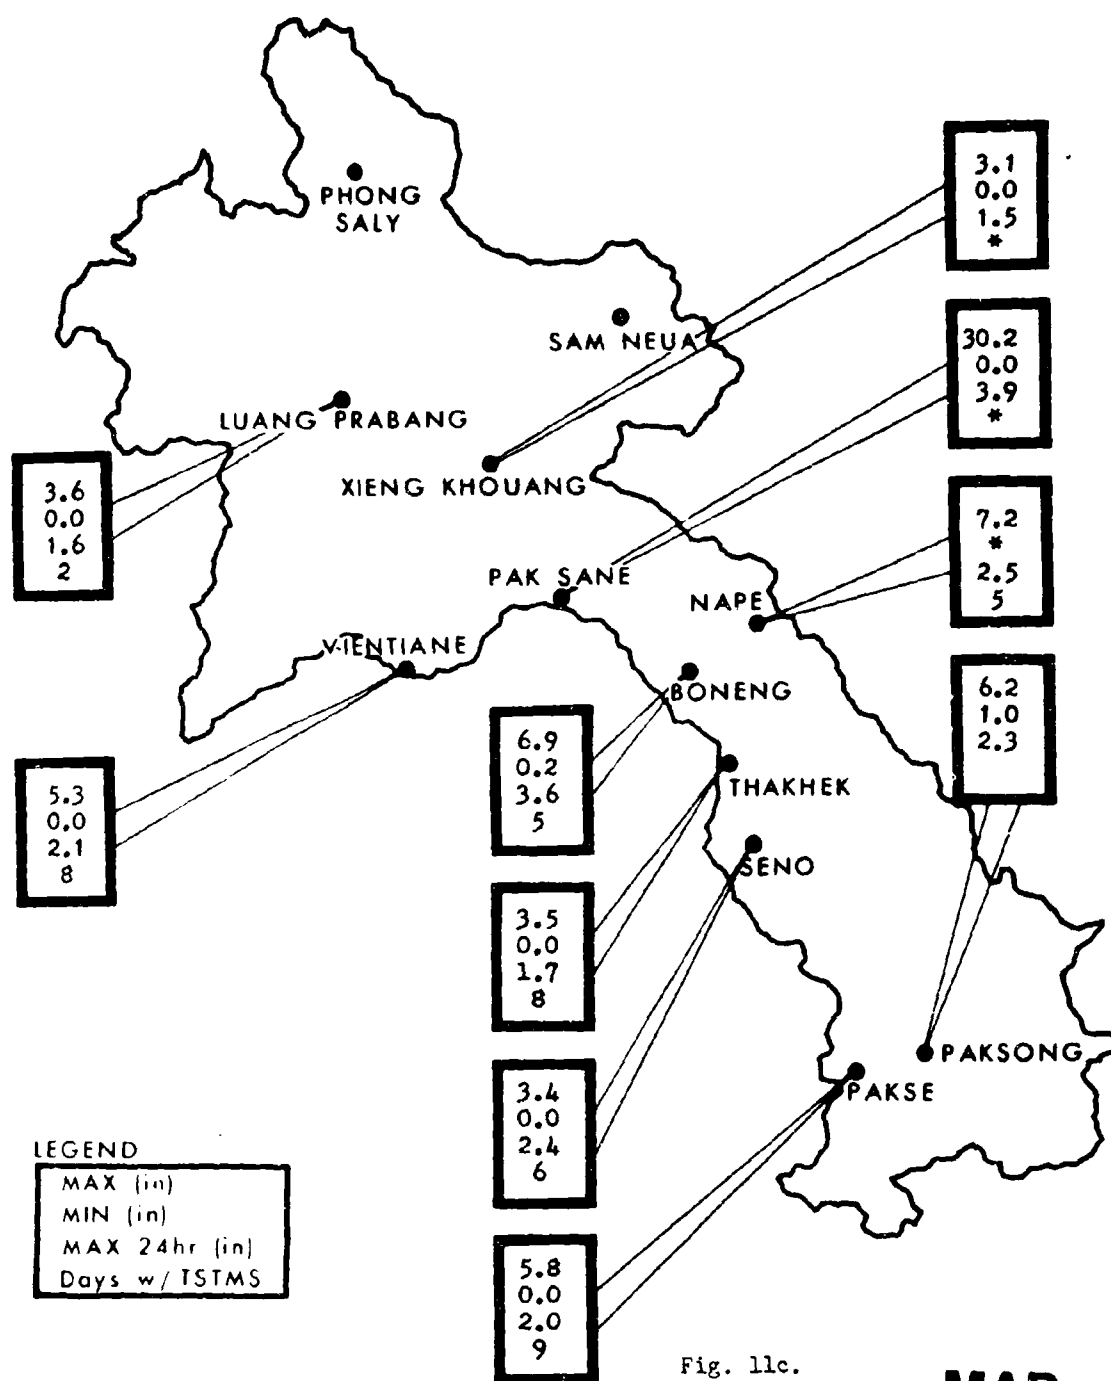 PHONG
SALY
3.1
0.0
1.5
*
SAM NEUA
30.2
0.0
3.9
*
LUANG PRABANG
XIENG KHOUANG
3.6
0.0
1.6
2
7.2
*
2.5
5
PAK SANE
NAPE
VIENTIANE
BONENG
6.2
1.0
2.3
6.9
0.2
3.6
5
THAKHEK
5.3
0.0
2.1
8
SENO
3.5
0.0
1.7
8
PAKSONG
PAKSE
3.4
0.0
2.4
6
LEGEND
MAX (in)
MIN (in)
MAX 24hr (in)
Days w/ TSTMS
5.8
0.0
2.0
9
Fig. 11c.